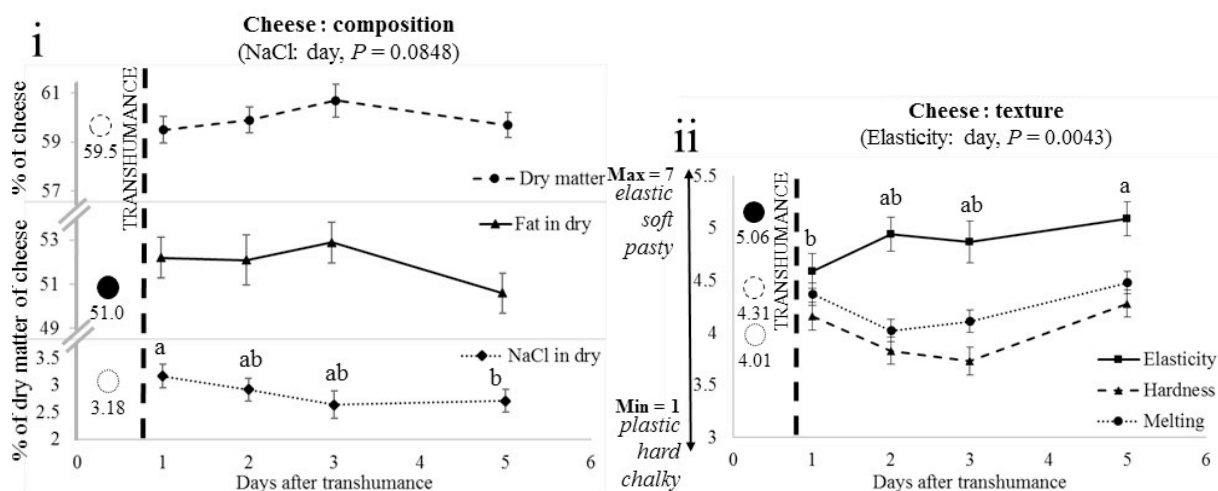 i
Cheese : composition
(NaCl: day, P = 0.0848)
% of cheese
61
59
57
59.5
TRANSHUMANCE
Dry matter
% of dry matter of cheese
53
51
49
51.0
Fat in dry
3.5
3
2.5
2
3.18
a
ab
ab
b
NaCl in dry
0 1 2 3 4 5 6
Days after transhumance
ii
Cheese : texture
(Elasticity: day, P = 0.0043)
Max = 7
elastic
soft
pasty
Min = 1
plastic
hard
chalky
5.5
5
4.5
4
3.5
3
5.06
4.31
4.01
TRANSHUMANCE
b
ab
ab
a
Elasticity
Hardness
Melting
0 1 2 3 4 5 6
Days after transhumance